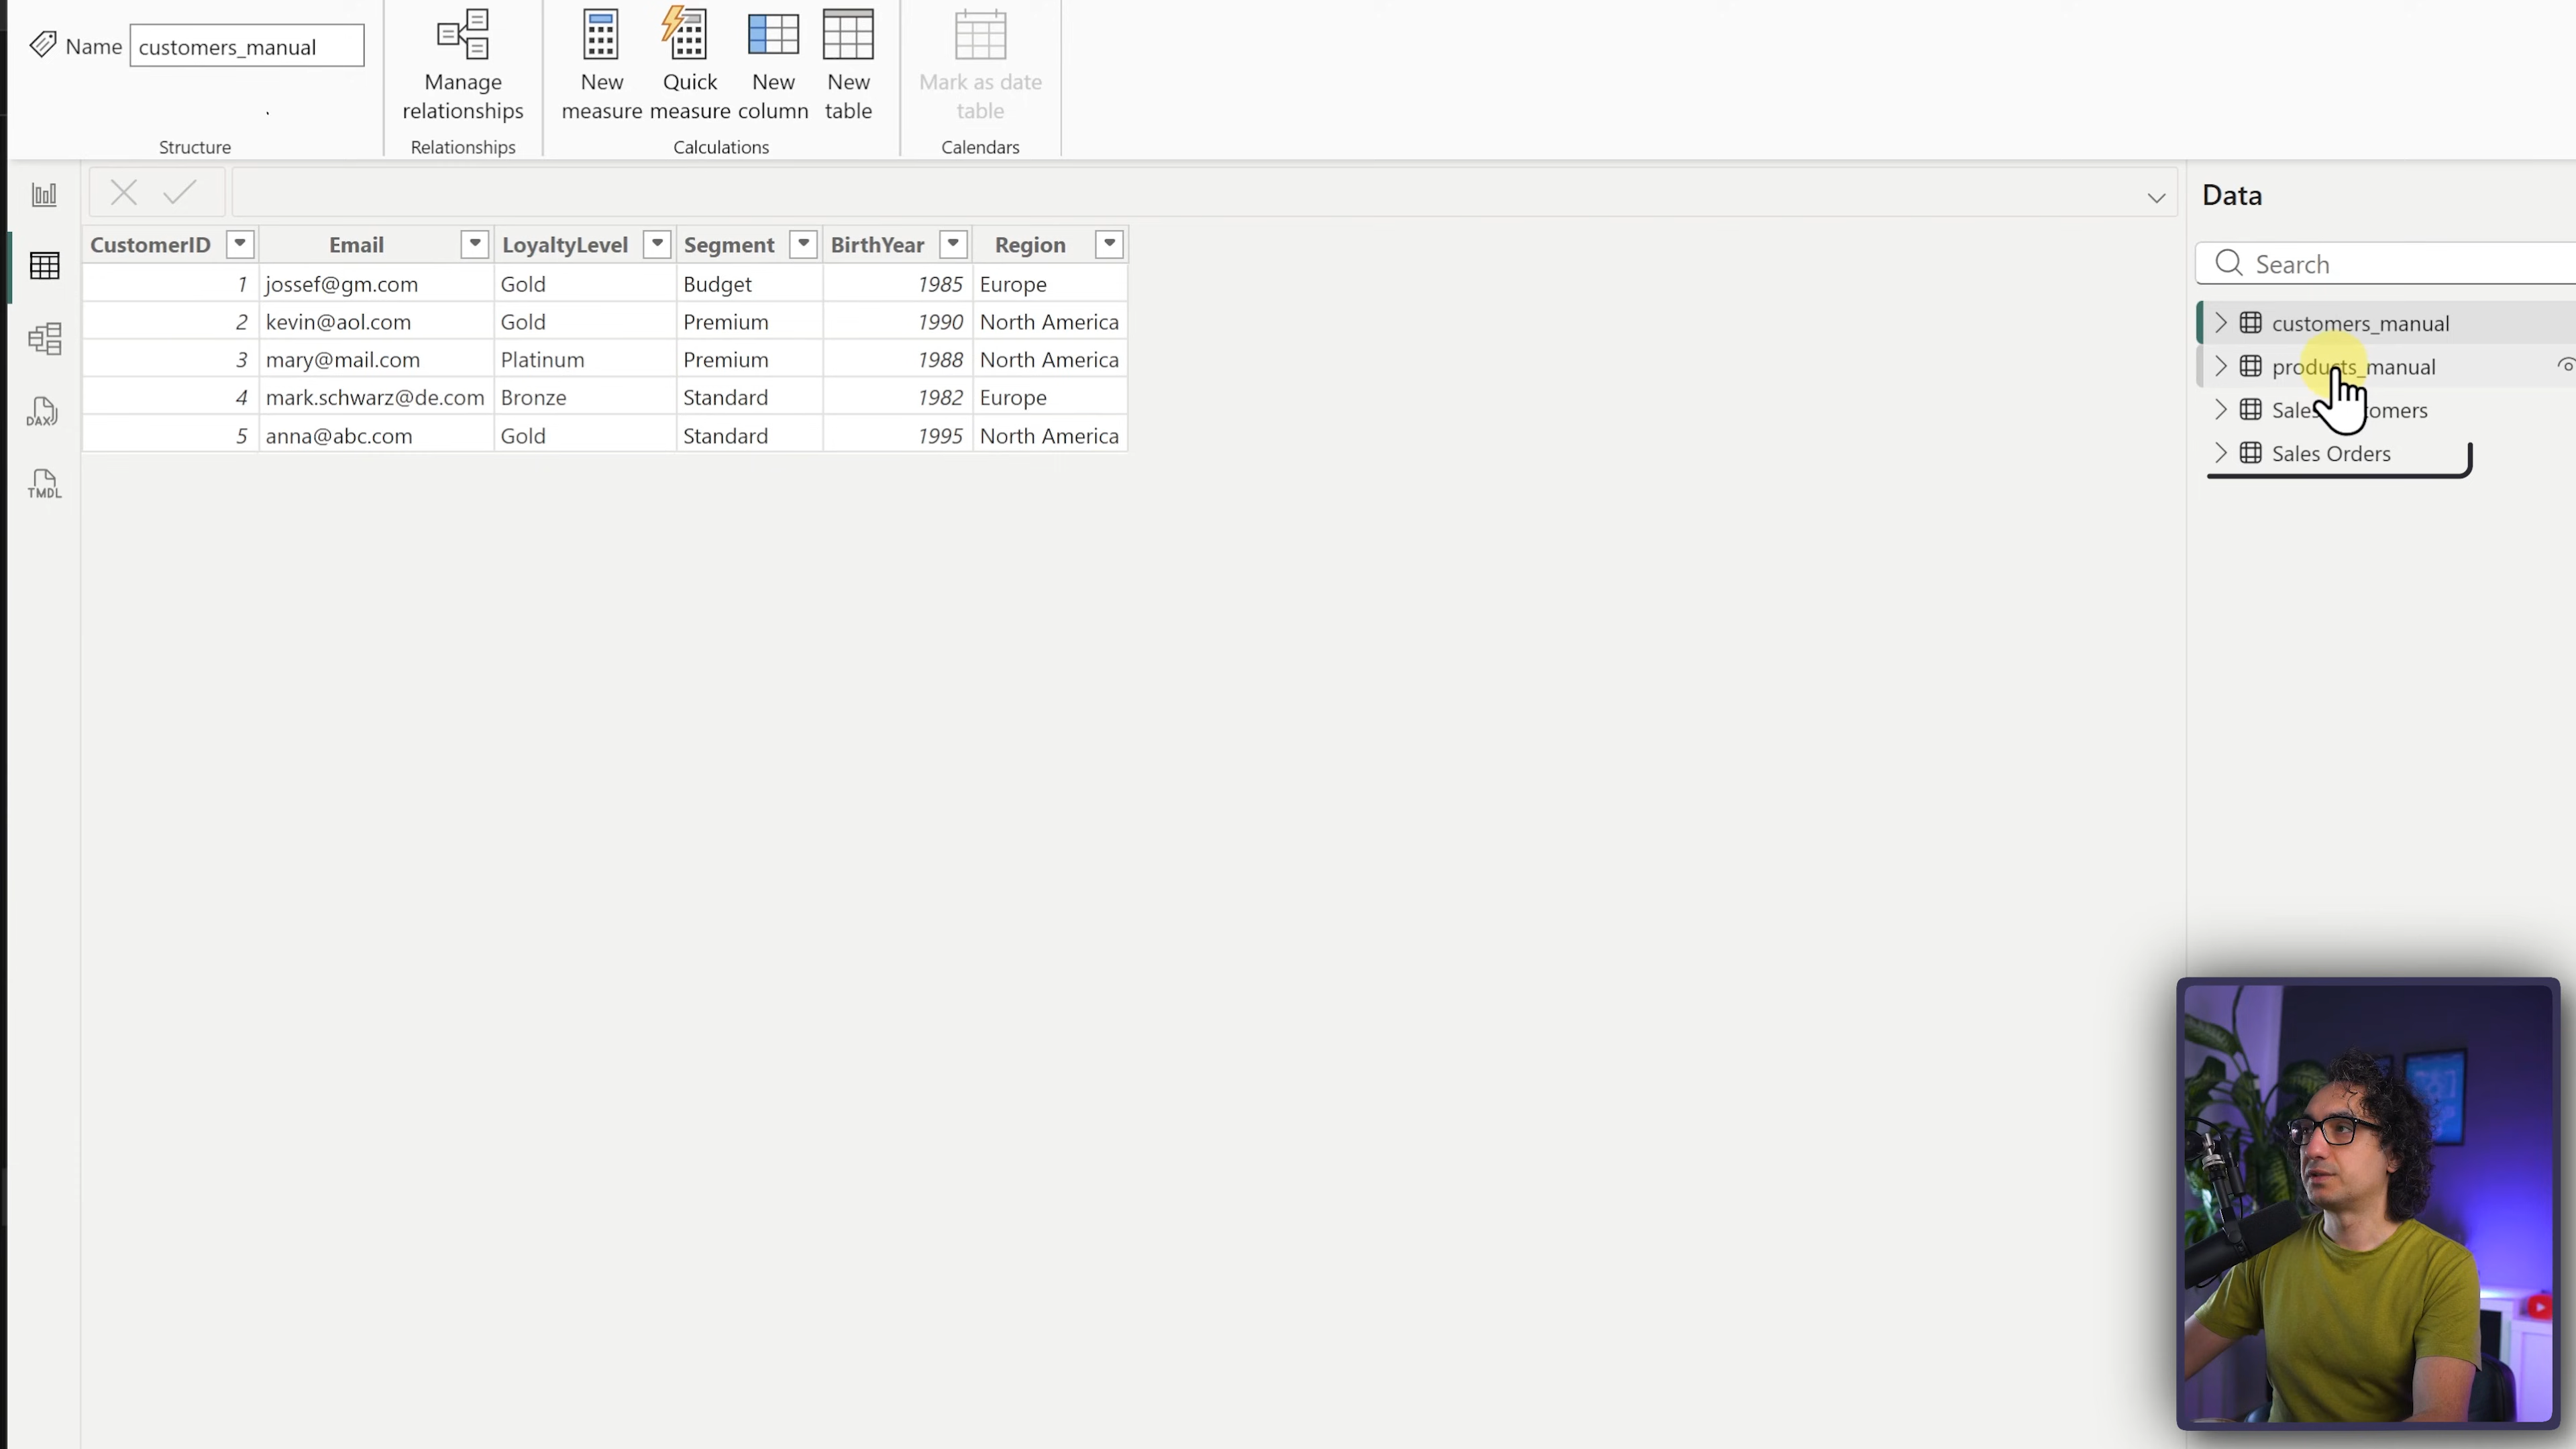 Name customers_manual
Structure
Manage relationships
Relationships
New measure
Quick measure
New column
New table
Calculations
Mark as date table
Calendars
DAX
TMDL
CustomerID Email LoyaltyLevel Segment BirthYear Region
1 jossef@gm.com Gold Budget 1985 Europe
2 kevin@aol.com Gold Premium 1990 North America
3 mary@mail.com Platinum Premium 1988 North America
4 mark.schwarz@de.com Bronze Standard 1982 Europe
5 anna@abc.com Gold Standard 1995 North America
Data
Search
customers_manual
products_manual
Sales
Sales Orders